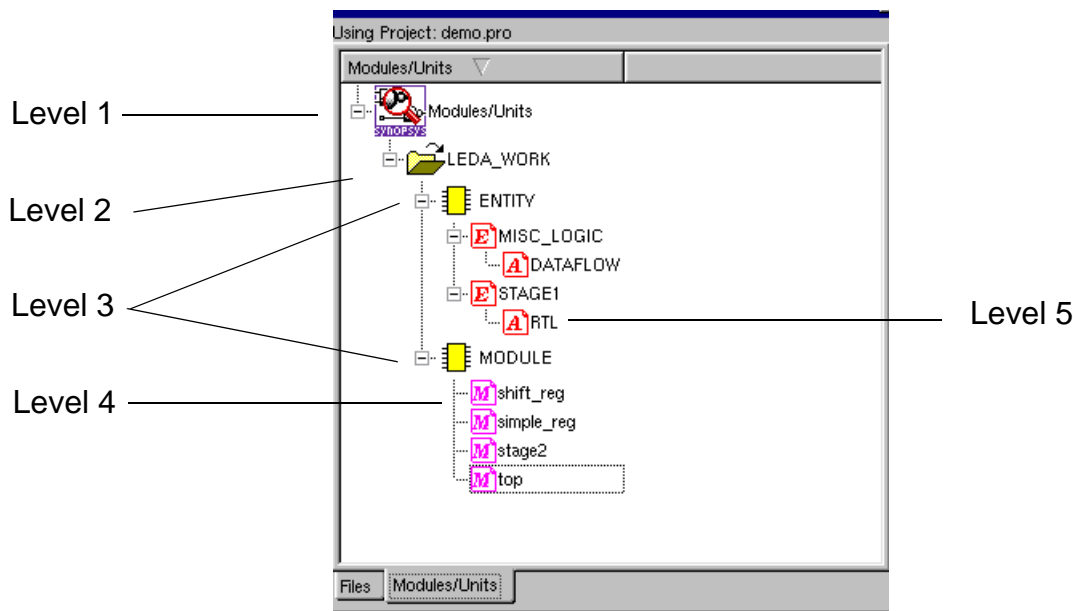 Using Project: demo.pro
Modules/Units
Level 1
SYNOPSYS
Modules/Units
LEDA_WORK
Level 2
ENTITY
E MISC_LOGIC
A DATAFLOW
Level 3
E STAGE1
A RTL
Level 5
MODULE
Level 4
M shift_reg
M simple_reg
M stage2
M top
Files
Modules/Units